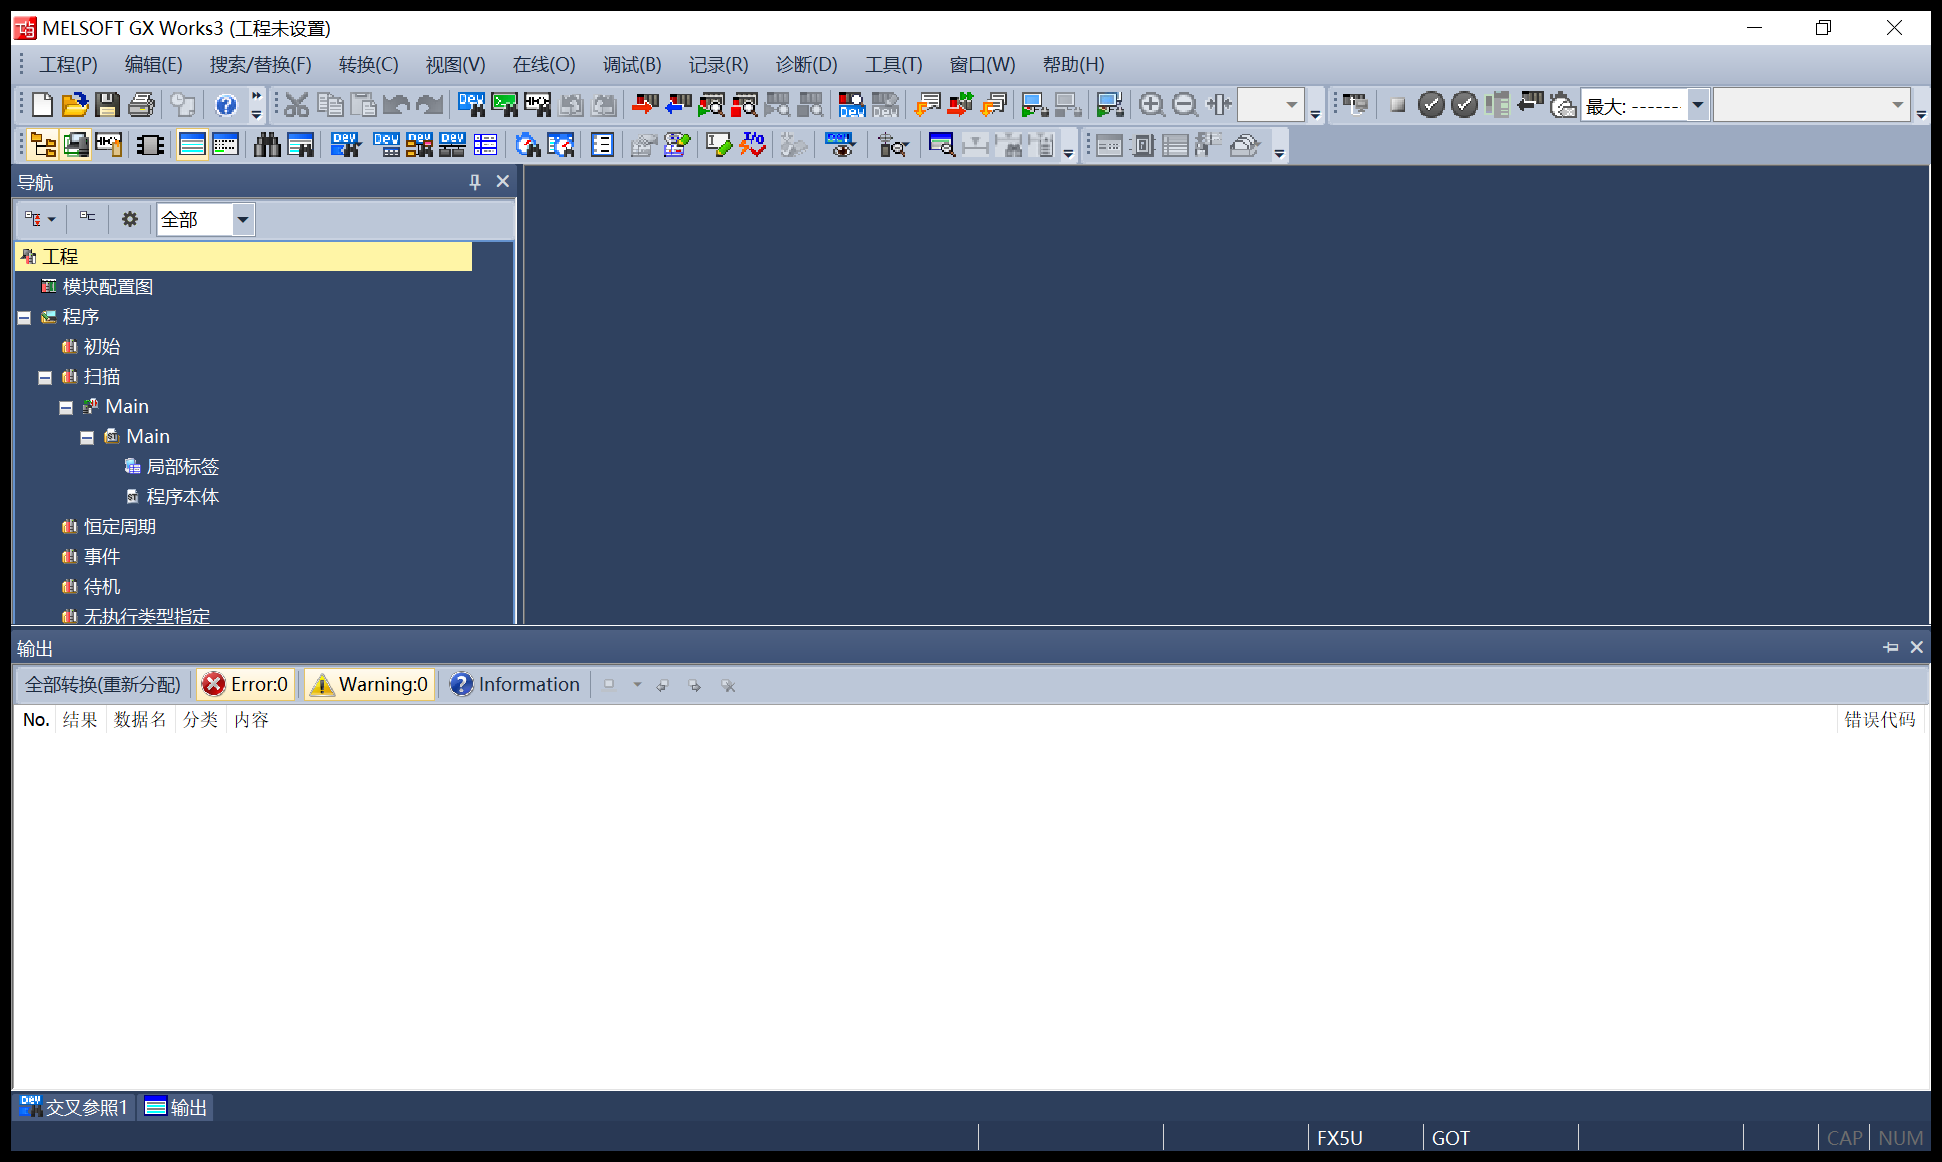 MELSOFT GX Works3 (工程未设置)
工程(P) 编辑(E) 搜索/替换(F) 转换(C) 视图(V) 在线(O) 调试(B) 记录(R) 诊断(D) 工具(T) 窗口(W) 帮助(H)
最大: -------
导航
全部
工程
模块配置图
程序
初始
扫描
Main
Main
局部标签
程序本体
恒定周期
事件
待机
无执行类型指定
输出
全部转换(重新分配) Error:0 Warning:0 Information
No. 结果 数据名 分类 内容 错误代码
交叉参照1 输出
FX5U GOT CAP NUM